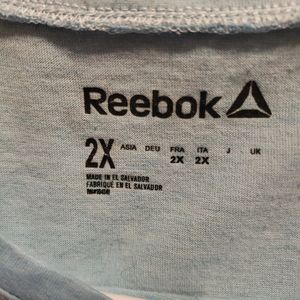 Reebok
2X ASIA DEU FRA ITA J UK
2X 2X
MADE IN EL SALVADOR
FABRIQUE EN EL SALVADOR